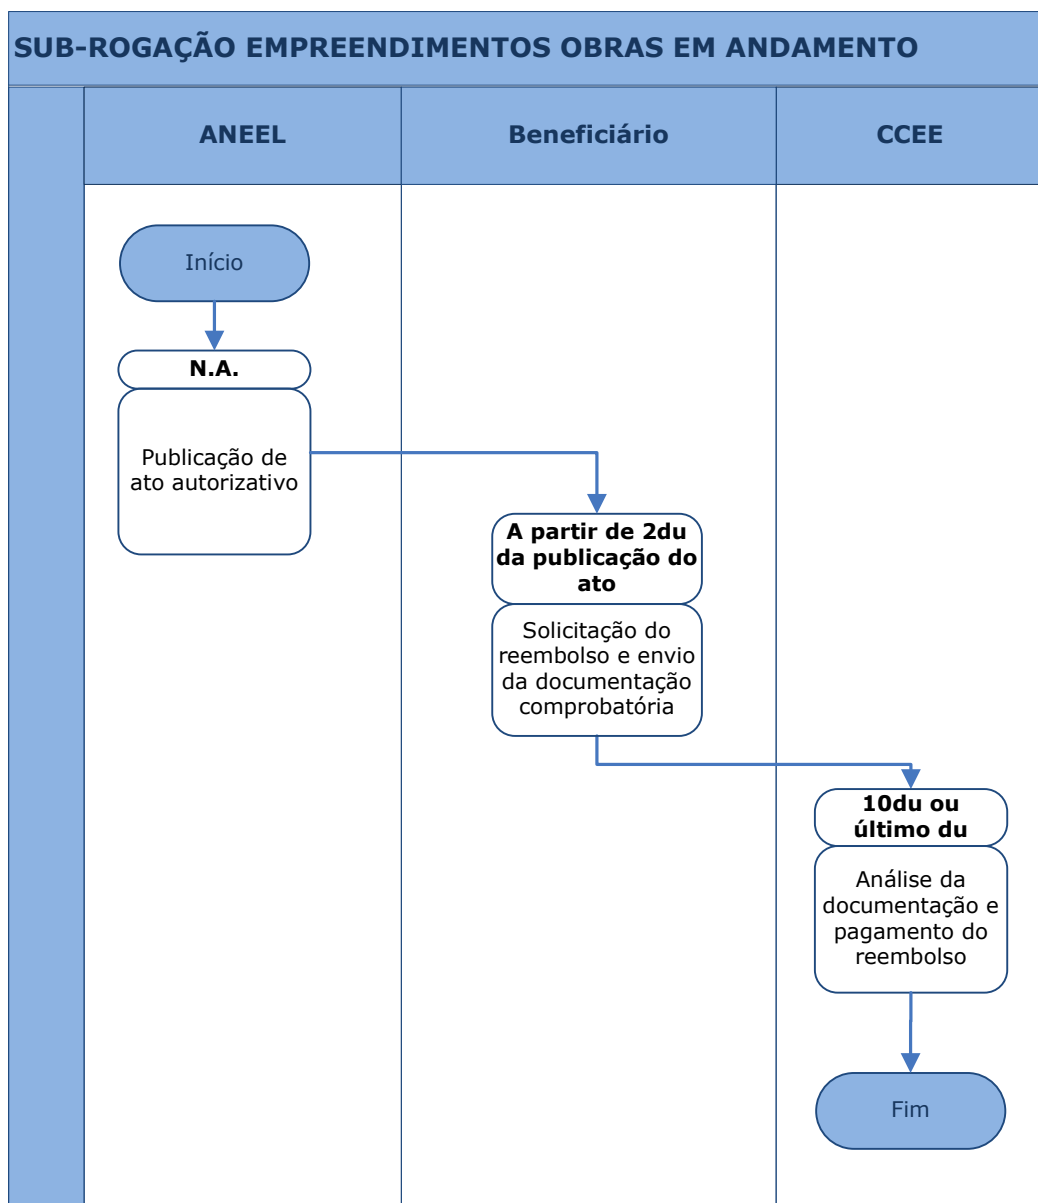 SUB-ROGAÇÃO EMPREENDIMENTOS OBRAS EM ANDAMENTO
ANEEL
Beneficiário
CCEE
Início
N.A.
Publicação de
ato autorizativo
A partir de 2du
da publicação do
ato
Solicitação do
reembolso e envio
da documentação
comprobatória
10du ou
último du
Análise da
documentação e
pagamento do
reembolso
Fim